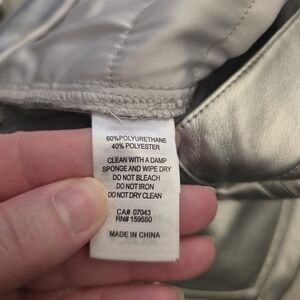 60%POLYURETHANE
40% POLYESTER
CLEAN WITH A DAMP
SPONGE AND WIPE DRY
DO NOT BLEACH
DO NOT IRON
DO NOT DRY CLEAN
CA# 07043
RN# 159550
MADE IN CHINA